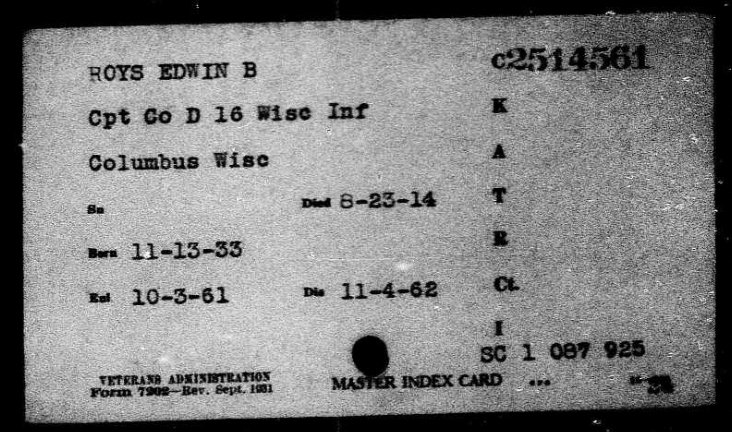 ROYS EDWIN B c2514561
Cpt Co D 16 Wisc Inf K
Columbus Wisc A
Sn Died 8-23-14 T
R
Born 11-13-33
Enl 10-3-61 Dis 11-4-62 Ct.
I
SC 1 087 925
VETERANS ADMINISTRATION
Form 7202—Rev. Sept. 1931 MASTER INDEX CARD ...